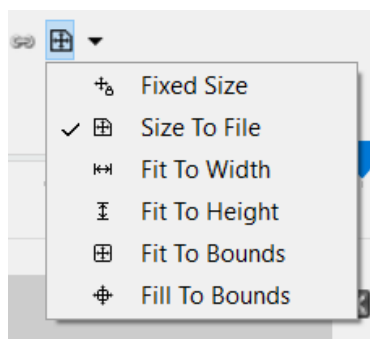 Fixed Size
Size To File
Fit To Width
Fit To Height
Fit To Bounds
Fill To Bounds